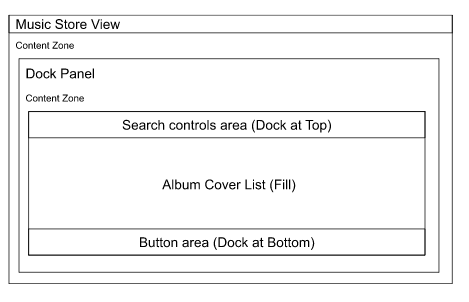 Music Store View
Content Zone
Dock Panel
Content Zone
Search controls area (Dock at Top)
Album Cover List (Fill)
Button area (Dock at Bottom)